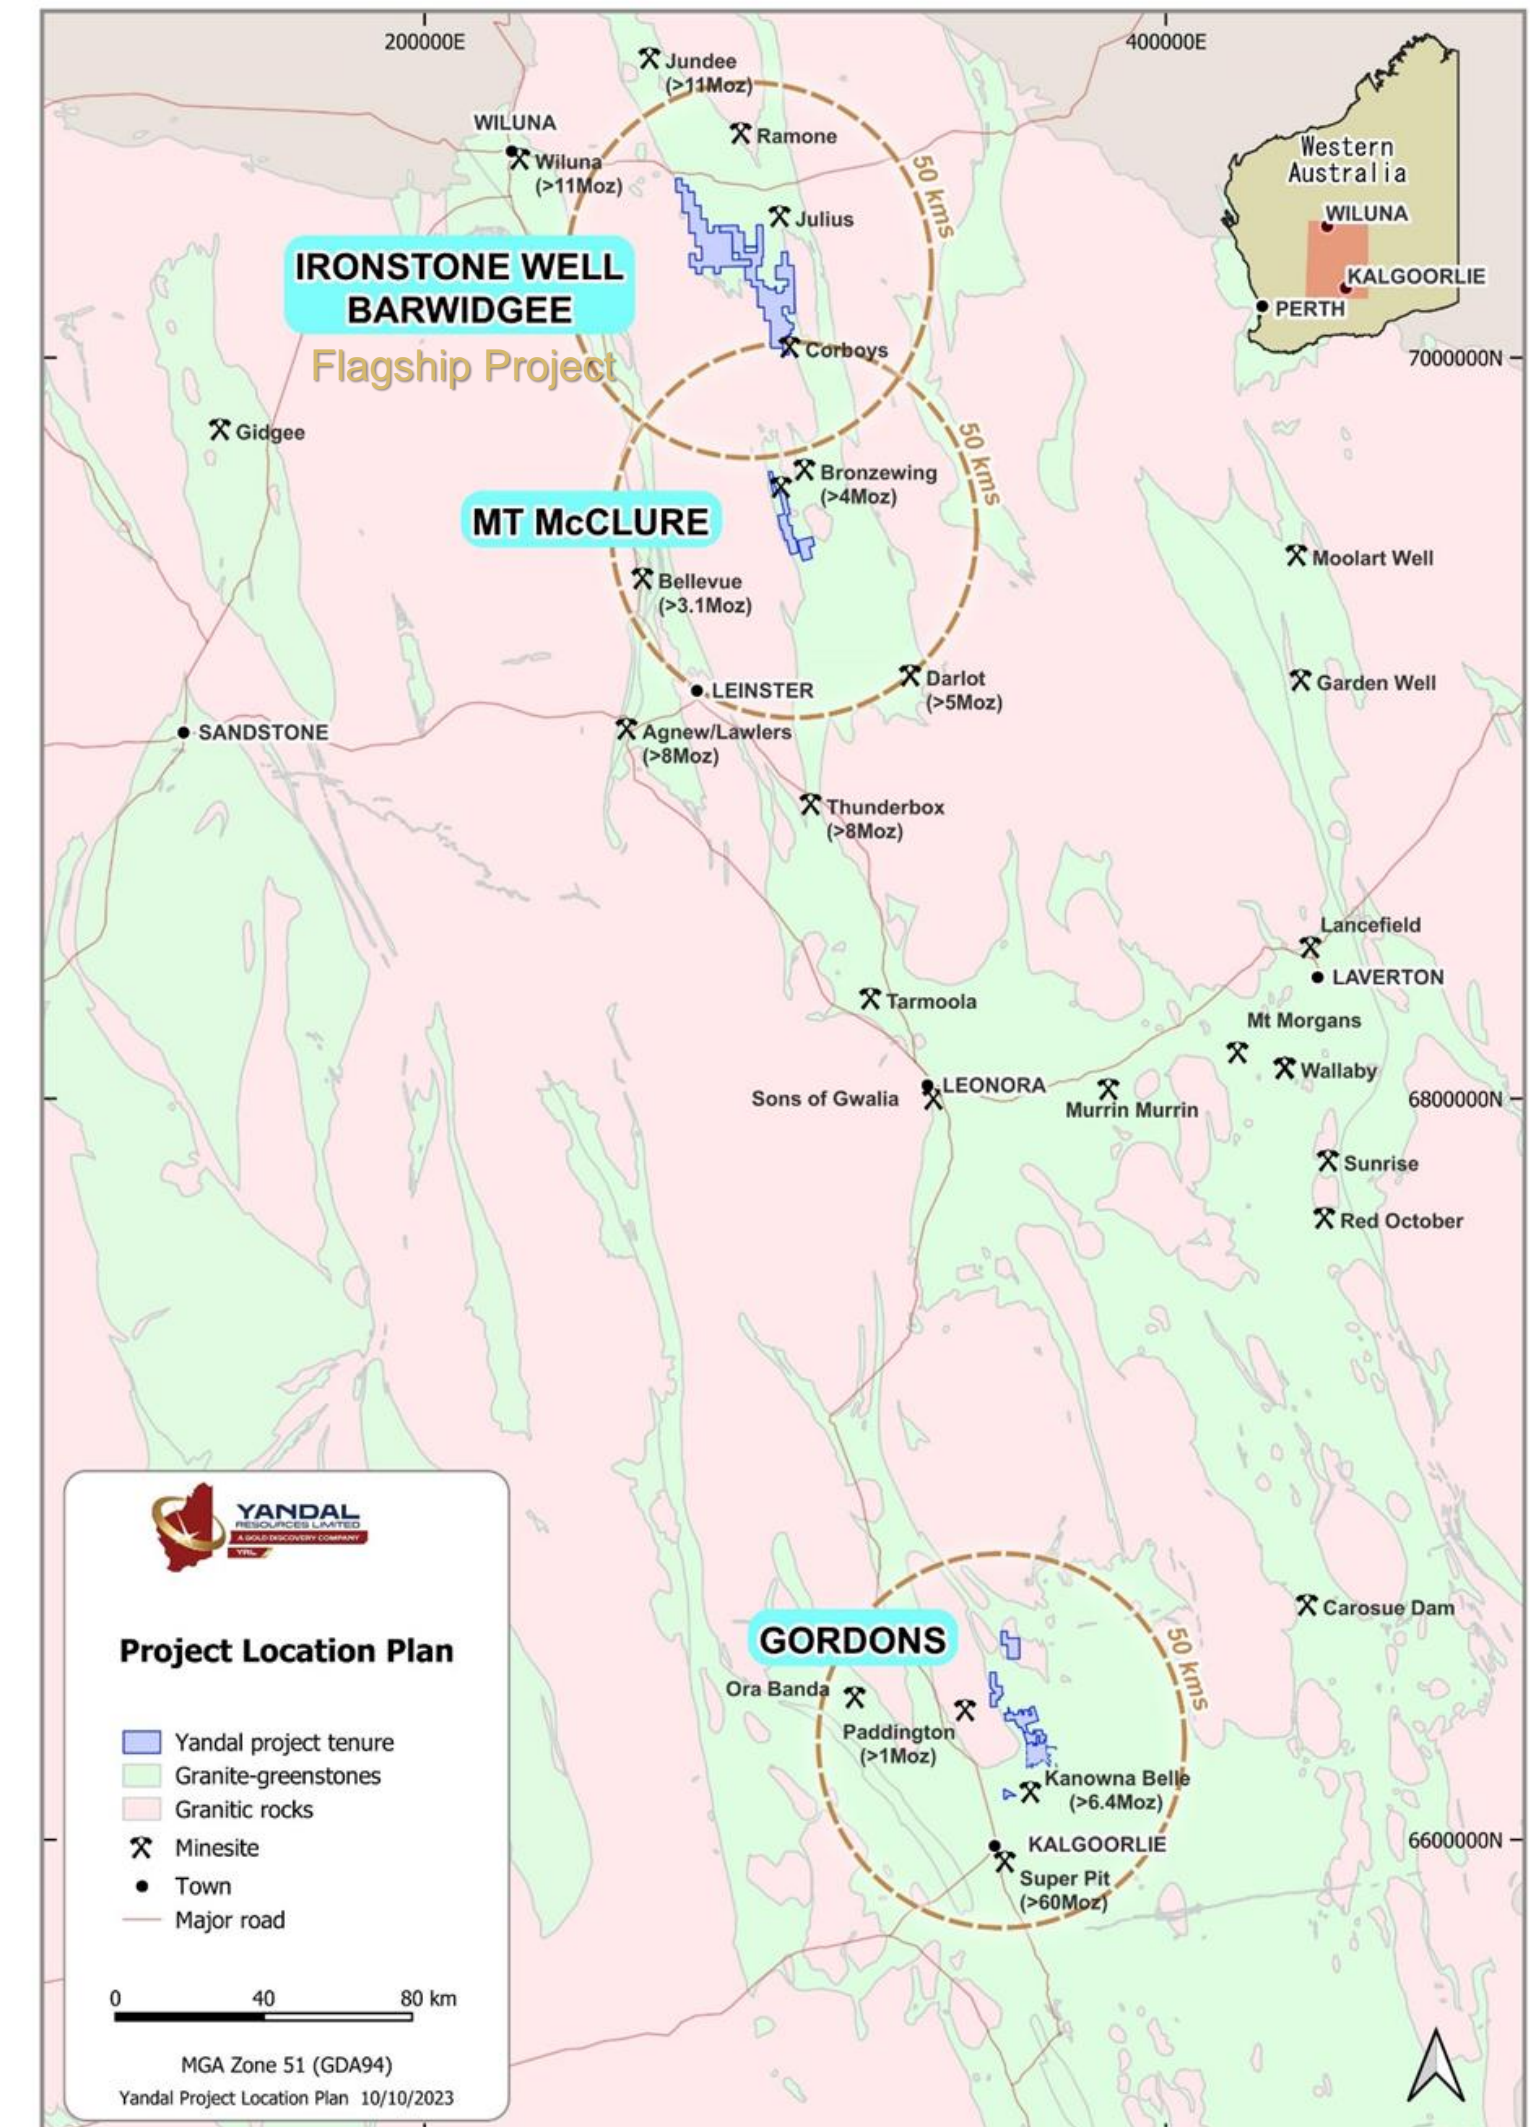 200000E
400000E
Jundee
(>11Moz)
WILUNA
Ramone
Wiluna
(>11Moz)
50 kms
Julius
Western
Australia
WILUNA
KALGOORLIE
PERTH
IRONSTONE WELL
BARWIDGEE
Flagship Project
Corboys
7000000N
Gidgee
50 kms
Bronzewing
(>4Moz)
MT McCLURE
Moolart Well
Bellevue
(>3.1Moz)
LEINSTER
Darlot
(>5Moz)
Garden Well
SANDSTONE
Agnew/Lawlers
(>8Moz)
Thunderbox
(>8Moz)
Lancefield
LAVERTON
Tarmoola
Mt Morgans
Wallaby
LEONORA
Sons of Gwalia
Murrin Murrin
6800000N
Sunrise
Red October
Carosue Dam
GORDONS
50 kms
Ora Banda
Paddington
(>1Moz)
Kanowna Belle
(>6.4Moz)
KALGOORLIE
6600000N
Super Pit
(>60Moz)
YANDAL
RESOURCES LIMITED
A GOLD DISCOVERY COMPANY
YRL
Project Location Plan
Yandal project tenure
Granite-greenstones
Granitic rocks
Minesite
Town
Major road
0 40 80 km
MGA Zone 51 (GDA94)
Yandal Project Location Plan 10/10/2023